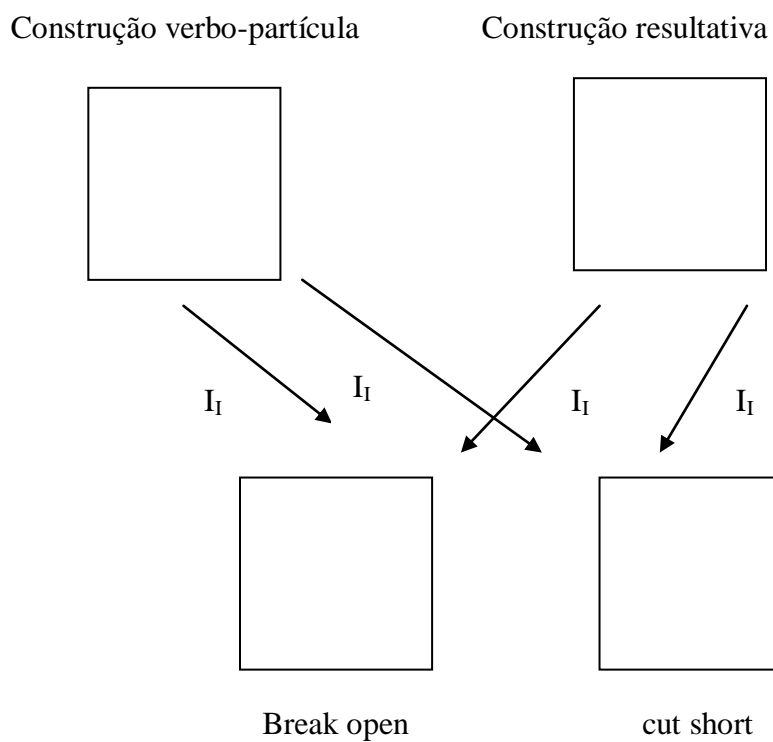 Construção verbo-partícula
Construção resultativa
I_I
I_I
I_I
I_I
Break open
cut short